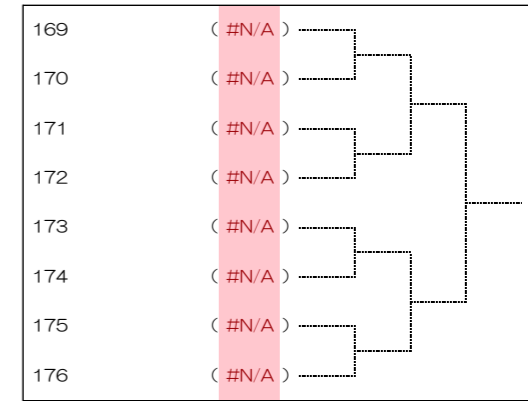 169 ( #N/A )
170 ( #N/A )
171 ( #N/A )
172 ( #N/A )
173 ( #N/A )
174 ( #N/A )
175 ( #N/A )
176 ( #N/A )